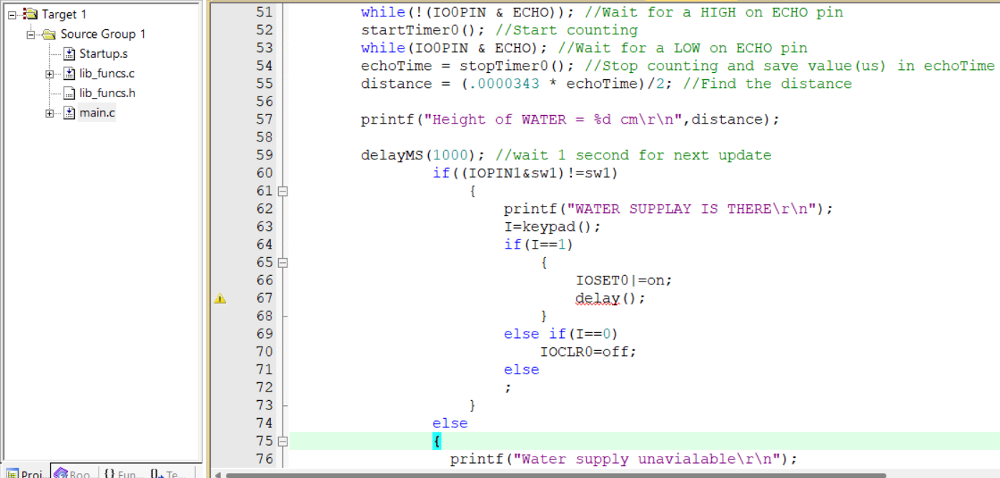 Target 1
Source Group 1
Startup.s
lib_funcs.c
lib_funcs.h
main.c
51 while(!(IO0PIN & ECHO)); //Wait for a HIGH on ECHO pin
52 startTimer0(); //Start counting
53 while(IO0PIN & ECHO); //Wait for a LOW on ECHO pin
54 echoTime = stopTimer0(); //Stop counting and save value(us) in echoTime
55 distance = (.0000343 * echoTime)/2; //Find the distance
56
57 printf("Height of WATER = %d cm\r\n",distance);
58
59 delayMS(1000); //wait 1 second for next update
60 if((IOPIN1&sw1)!=sw1)
61 {
62 printf("WATER SUPPLAY IS THERE\r\n");
63 I=keypad();
64 if(I==1)
65 {
66 IOSET0|=on;
67 delay();
68 }
69 else if(I==0)
70 IOCLR0=off;
71 else
72 ;
73 }
74 else
75 {
76 printf("Water supply unavialable\r\n");
Proj... Boo... {} Fun... Te...